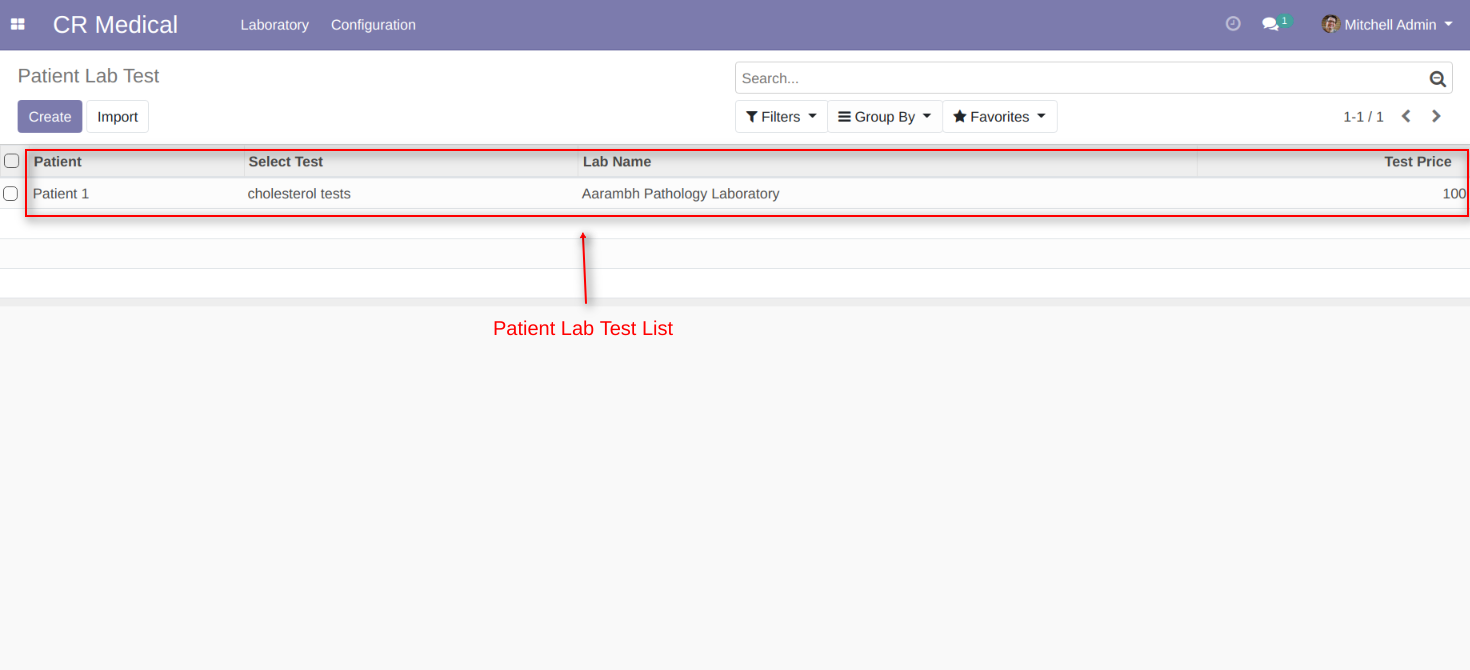 CR Medical Laboratory Configuration 1 Mitchell Admin
Patient Lab Test Search...
Create Import Filters Group By Favorites 1-1 / 1
Patient Select Test Lab Name Test Price
Patient 1 cholesterol tests Aarambh Pathology Laboratory 100
Patient Lab Test List